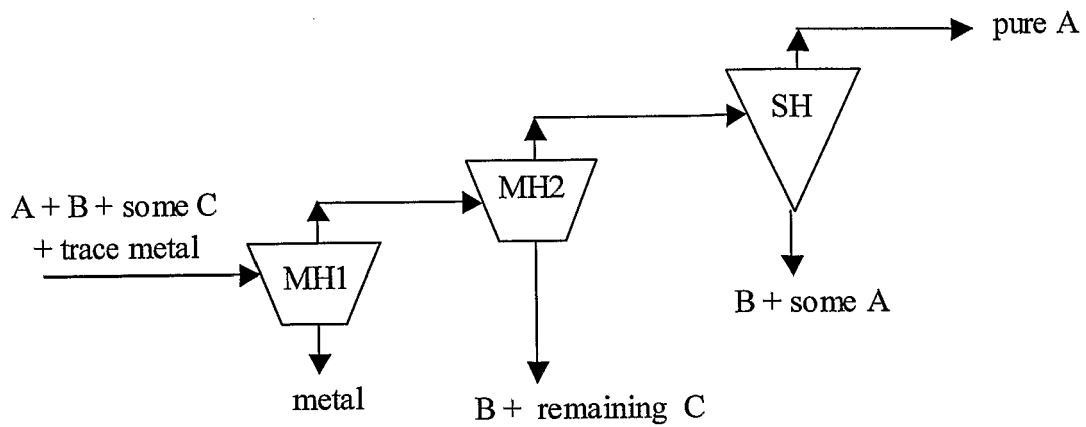 pure A
SH
MH2
A + B + some C
+ trace metal
MH1
B + some A
metal
B + remaining C